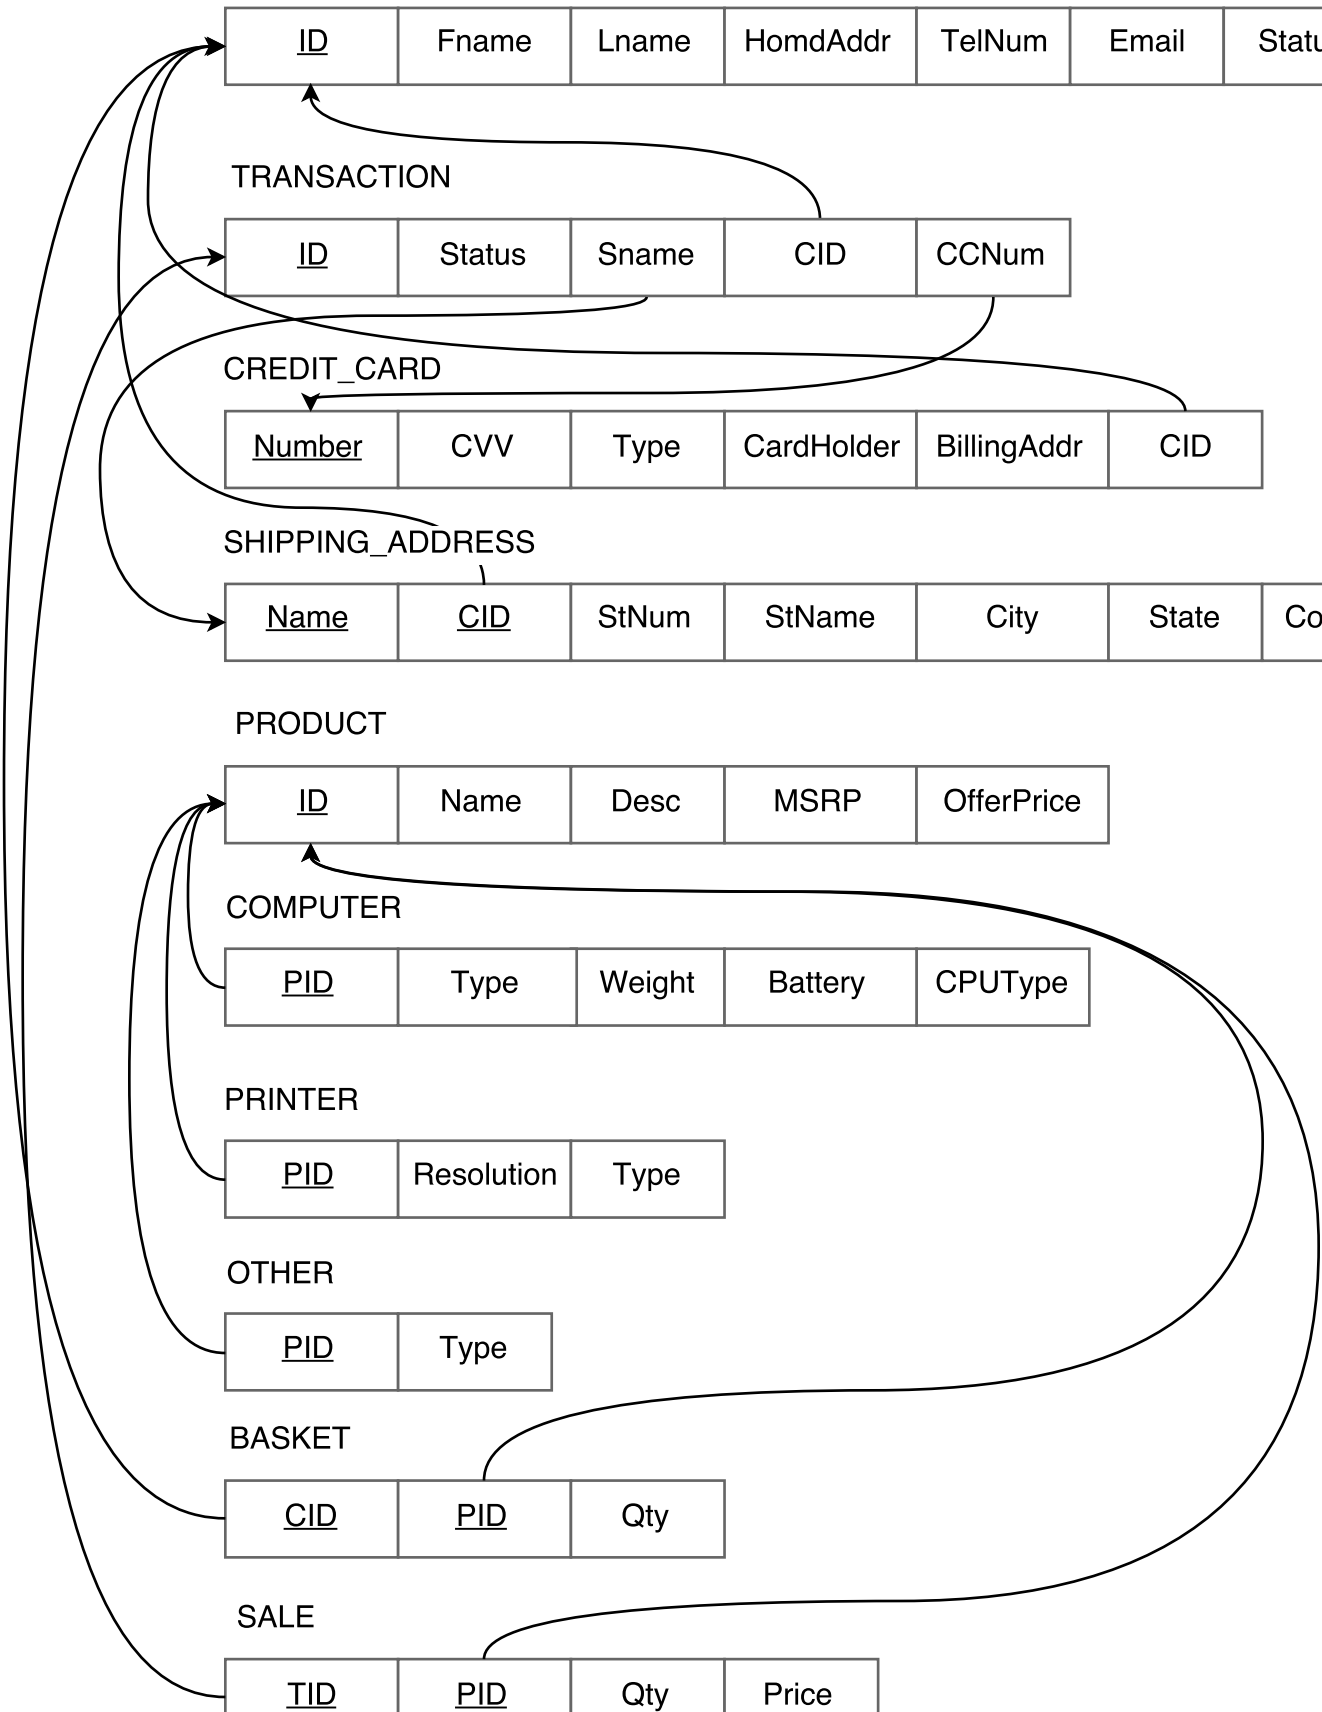 ID Fname Lname HomdAddr TelNum Email Statu
TRANSACTION
ID Status Sname CID CCNum
CREDIT_CARD
Number CVV Type CardHolder BillingAddr CID
SHIPPING_ADDRESS
Name CID StNum StName City State Co
PRODUCT
ID Name Desc MSRP OfferPrice
COMPUTER
PID Type Weight Battery CPUType
PRINTER
PID Resolution Type
OTHER
PID Type
BASKET
CID PID Qty
SALE
TID PID Qty Price